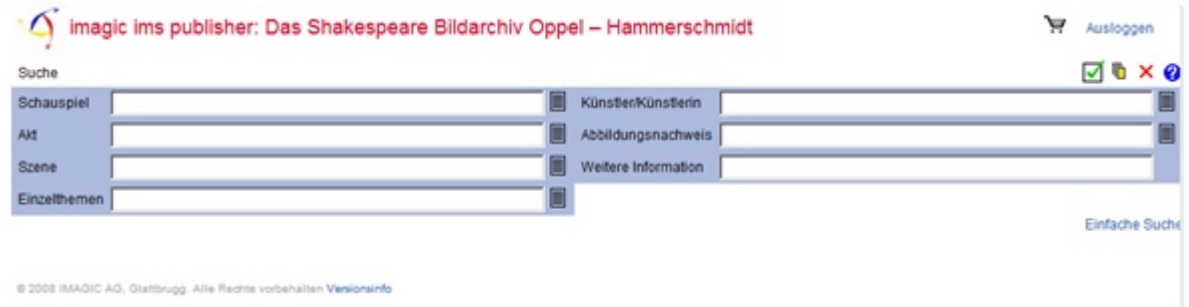 imagic ims publisher: Das Shakespeare Bildarchiv Oppel – Hammerschmidt
Ausloggen
Suche
Schauspiel
Künstler/Künstlerin
Akt
Abbildungsnachweis
Szene
Weitere Information
Einzelthemen
Einfache Suche
© 2008 IMAGIC AG, Glattbrugg. Alle Rechte vorbehalten Versionsinfo